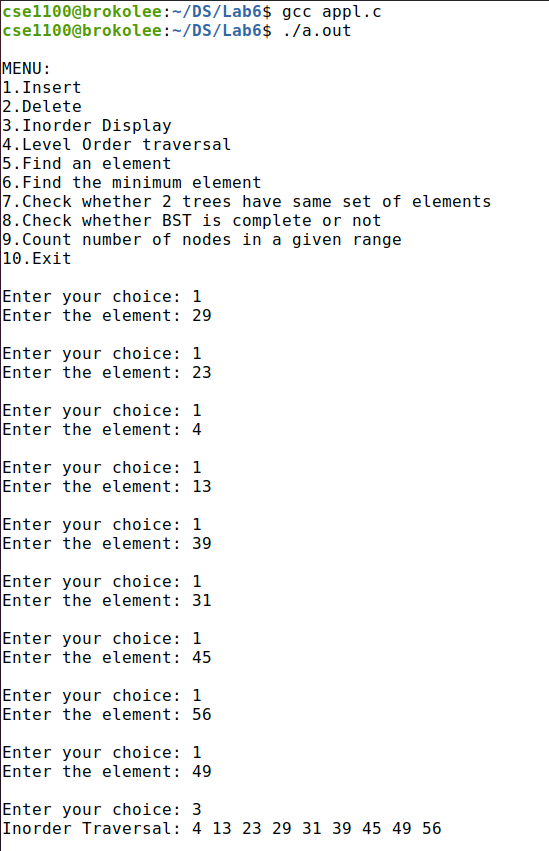 cse1100@brokolee:~/DS/Lab6$ gcc appl.c
cse1100@brokolee:~/DS/Lab6$ ./a.out
MENU:
1.Insert
2.Delete
3.Inorder Display
4.Level Order traversal
5.Find an element
6.Find the minimum element
7.Check whether 2 trees have same set of elements
8.Check whether BST is complete or not
9.Count number of nodes in a given range
10.Exit
Enter your choice: 1
Enter the element: 29
Enter your choice: 1
Enter the element: 23
Enter your choice: 1
Enter the element: 4
Enter your choice: 1
Enter the element: 13
Enter your choice: 1
Enter the element: 39
Enter your choice: 1
Enter the element: 31
Enter your choice: 1
Enter the element: 45
Enter your choice: 1
Enter the element: 56
Enter your choice: 1
Enter the element: 49
Enter your choice: 3
Inorder Traversal: 4 13 23 29 31 39 45 49 56